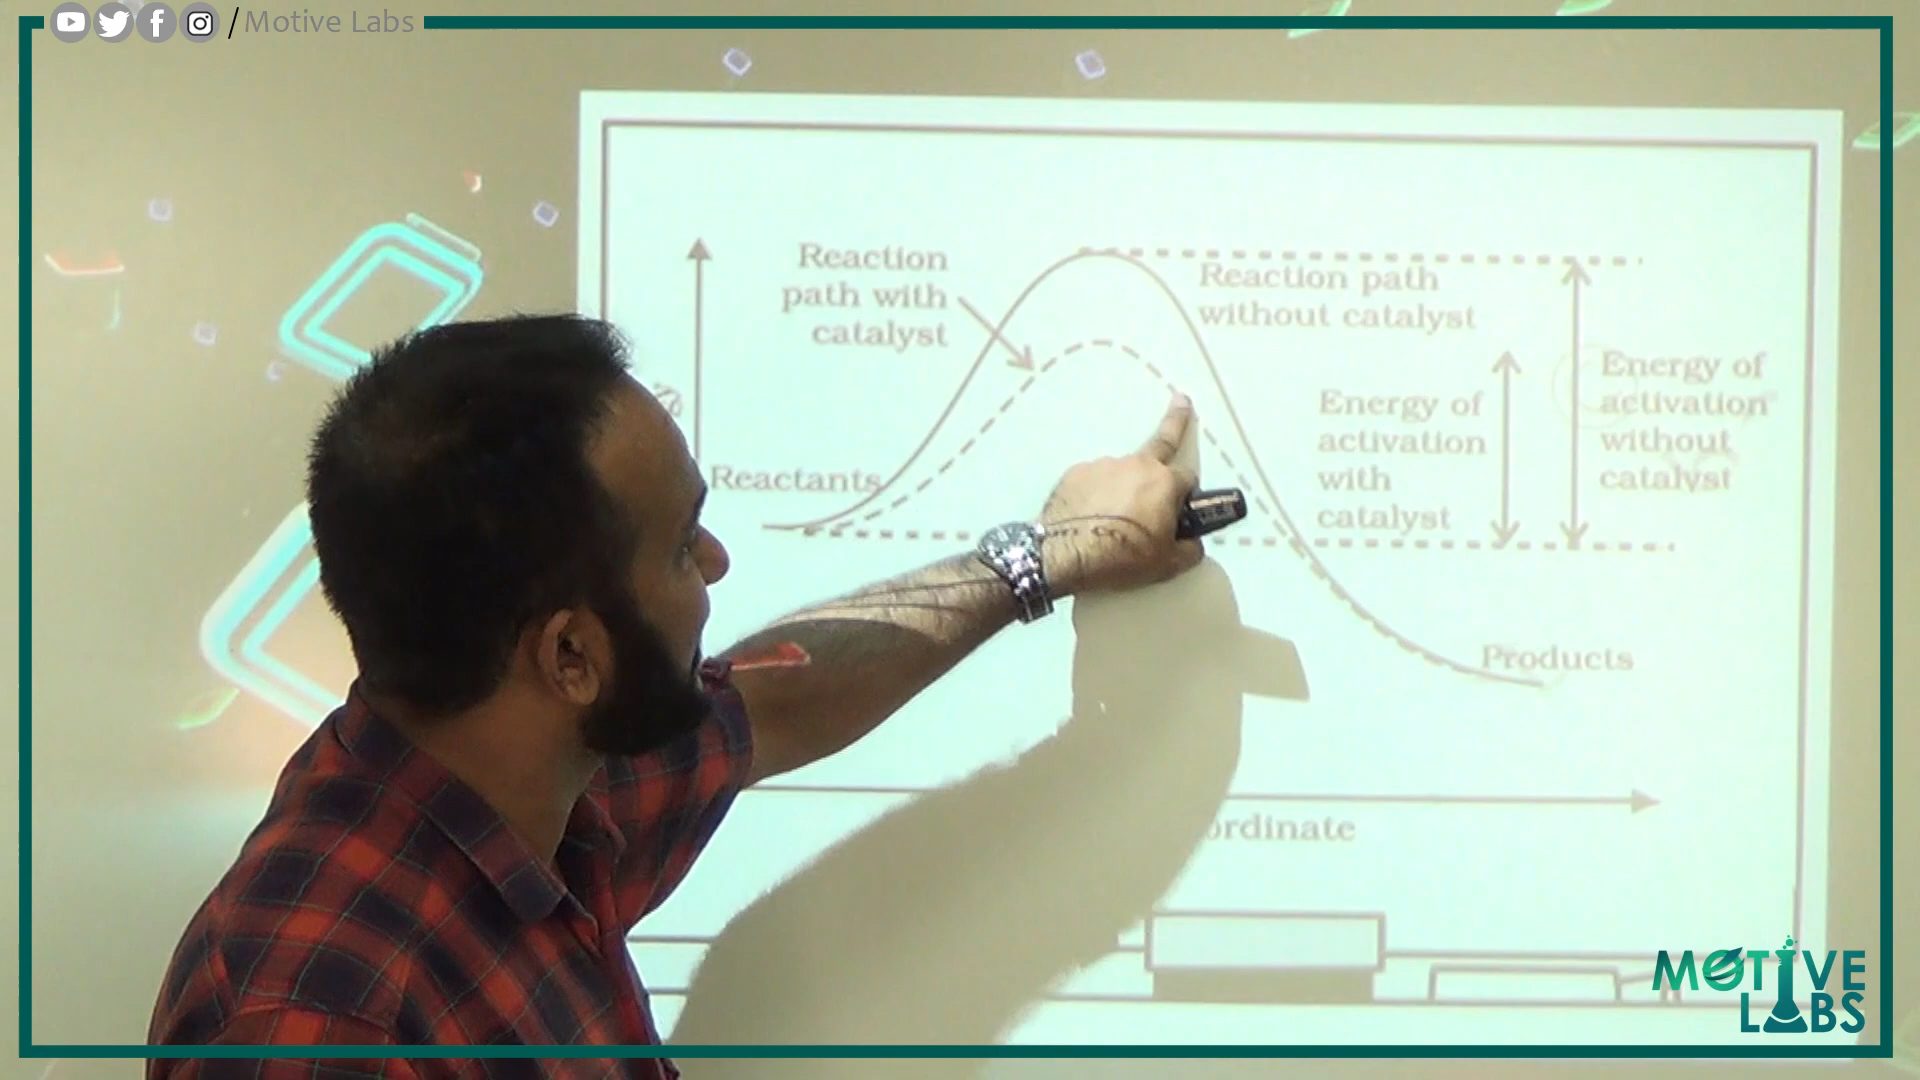 /Motive Labs
Reaction
path with
catalyst
Reaction path
without catalyst
Energy of
activation
with
catalyst
Energy of
activation
without
catalyst
Reactants
Products
ordinate
MOTIVE
LABS